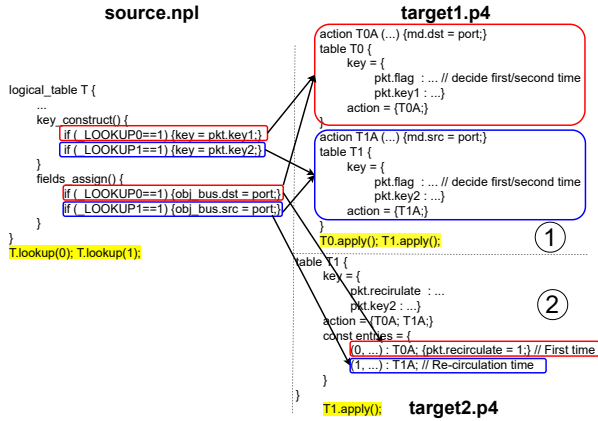 source.npl
logical_table T {
...
key_construct() {
if (_LOOKUP0==1) {key = pkt.key1;}
if (_LOOKUP1==1) {key = pkt.key2;}
}
fields_assign() {
if (_LOOKUP0==1) {obj_bus.dst = port;}
if (_LOOKUP1==1) {obj_bus.src = port;}
}
}
T.lookup(0); T.lookup(1);
target1.p4
action T0A (...) {md.dst = port;}
table T0 {
key = {
pkt.flag : ... // decide first/second time
pkt.key1 : ...}
action = {T0A;}
}
action T1A (...) {md.src = port;}
table T1 {
key = {
pkt.flag : ... // decide first/second time
pkt.key2 : ...}
action = {T1A;}
}
T0.apply(); T1.apply();
1
table T1 {
key = {
pkt.recirulate : ...
pkt.key2 : ...}
action = {T0A; T1A;}
const entries = {
(0, ...) : T0A; {pkt.recirculate = 1;} // First time
(1, ...) : T1A; // Re-circulation time
}
}
T1.apply();
2
target2.p4